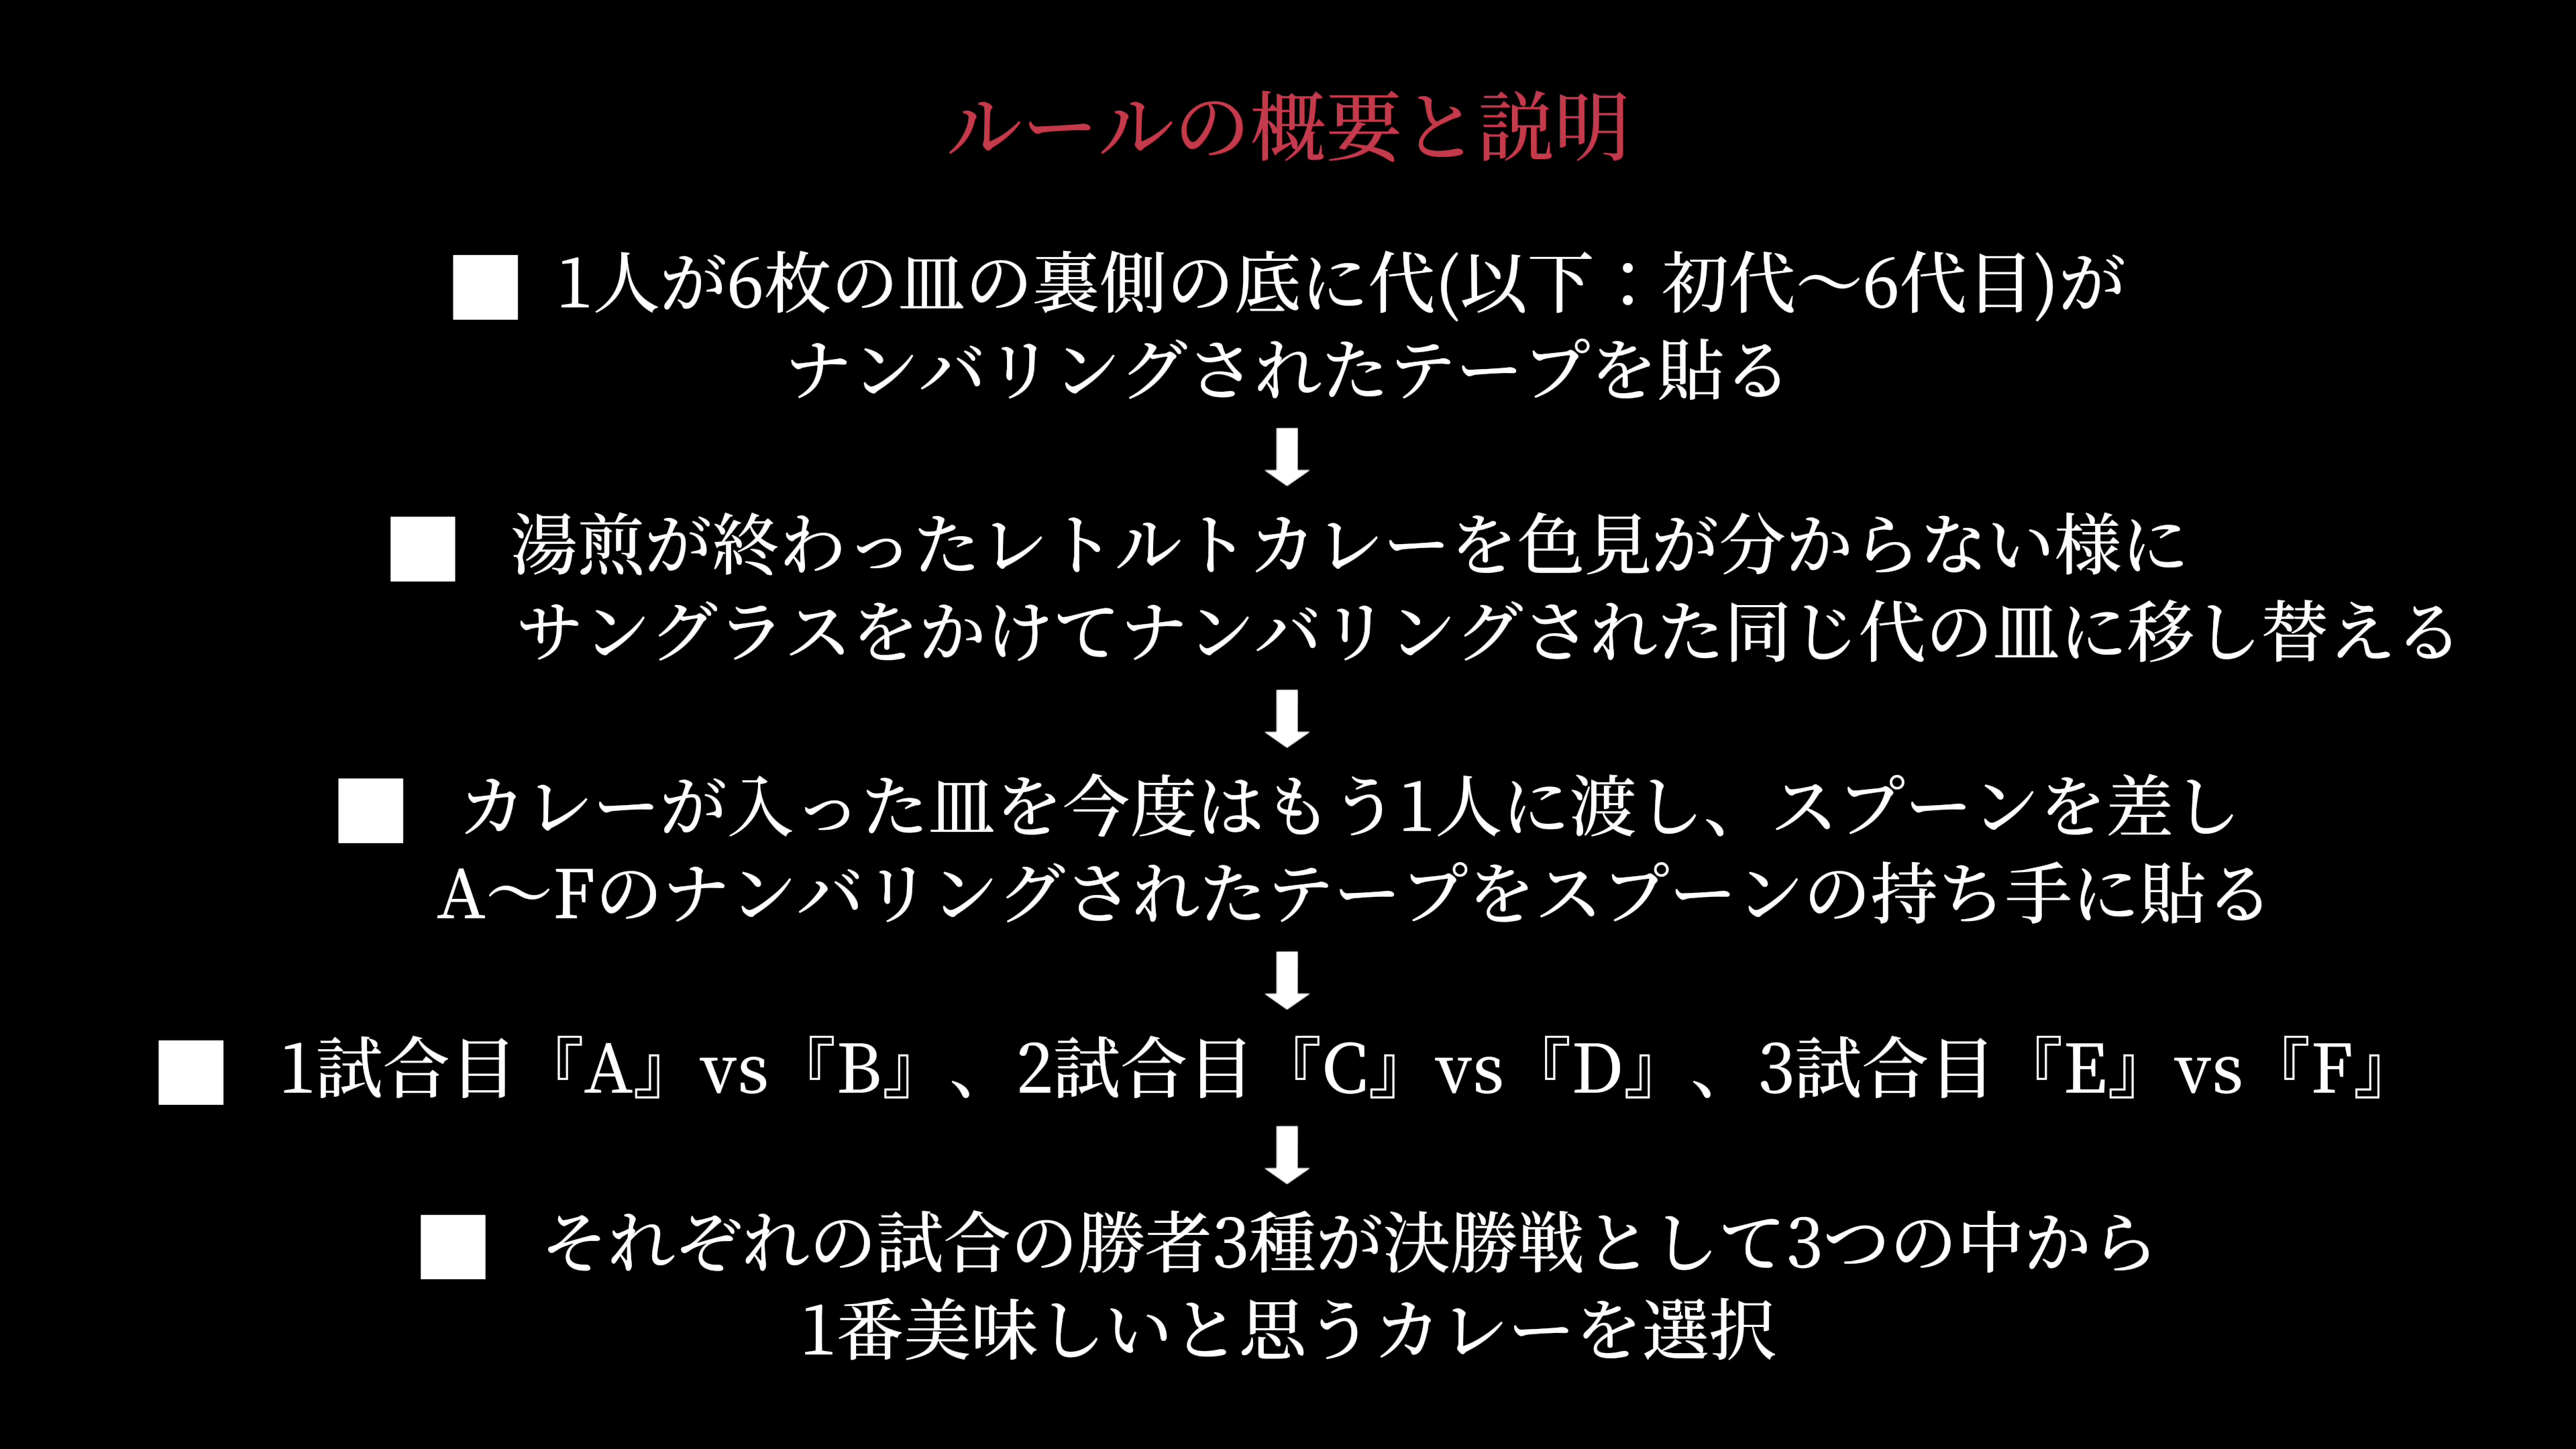 ルールの概要と説明
■ 1人が6枚の皿の裏側の底に代(以下：初代〜6代目)が
ナンバリングされたテープを貼る
⬇
■ 湯煎が終わったレトルトカレーを色見が分からない様に
サングラスをかけてナンバリングされた同じ代の皿に移し替える
⬇
■ カレーが入った皿を今度はもう1人に渡し、スプーンを差し
A〜Fのナンバリングされたテープをスプーンの持ち手に貼る
⬇
■ 1試合目『A』vs『B』、2試合目『C』vs『D』、3試合目『E』vs『F』
⬇
■ それぞれの試合の勝者3種が決勝戦として3つの中から
1番美味しいと思うカレーを選択